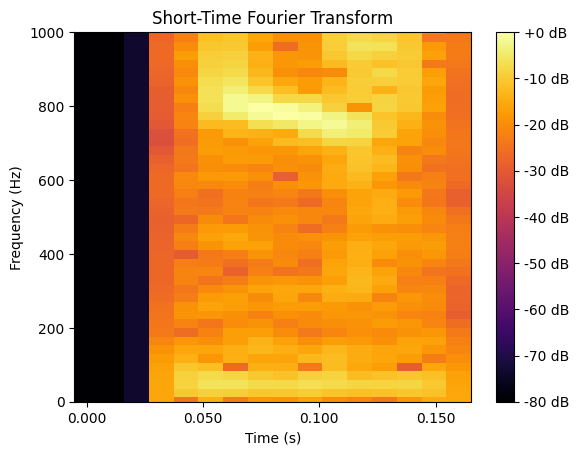 Short-Time Fourier Transform
1000
800
600
400
200
0
Frequency (Hz)
0.000
0.050
0.100
0.150
Time (s)
+0 dB
-10 dB
-20 dB
-30 dB
-40 dB
-50 dB
-60 dB
-70 dB
-80 dB